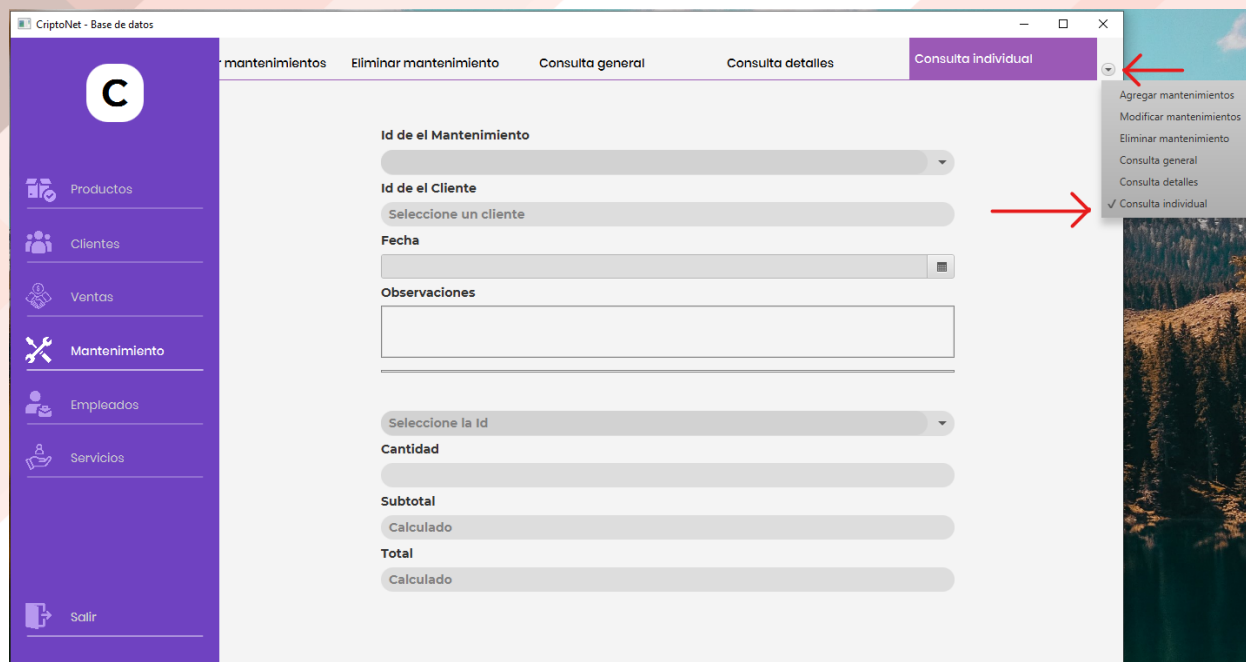 CriptoNet - Base de datos
C
Productos
Clientes
Ventas
Mantenimiento
Empleados
Servicios
Salir
r mantenimientos Eliminar mantenimiento Consulta general Consulta detalles Consulta individual
Agregar mantenimientos
Modificar mantenimientos
Eliminar mantenimiento
Consulta general
Consulta detalles
✓ Consulta individual
Id de el Mantenimiento
Id de el Cliente
Seleccione un cliente
Fecha
Observaciones
Seleccione la Id
Cantidad
Subtotal
Calculado
Total
Calculado